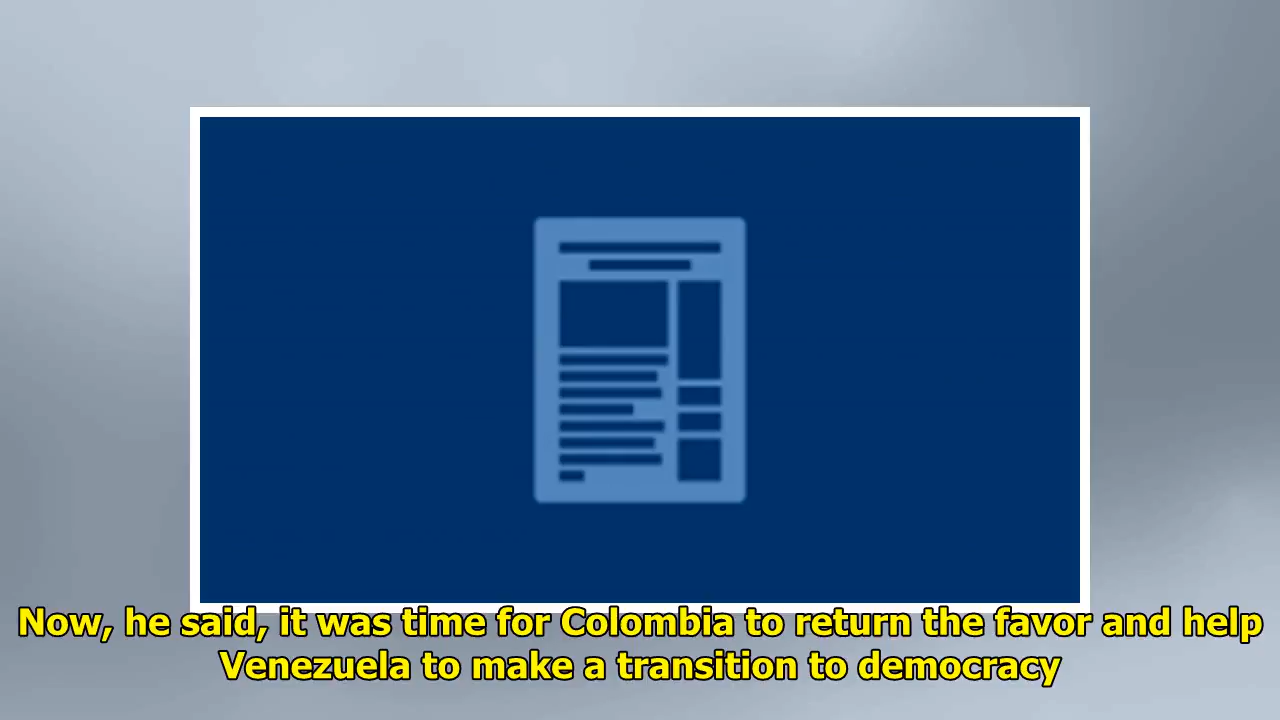 Now, he said, it was time for Colombia to return the favor and help
Venezuela to make a transition to democracy